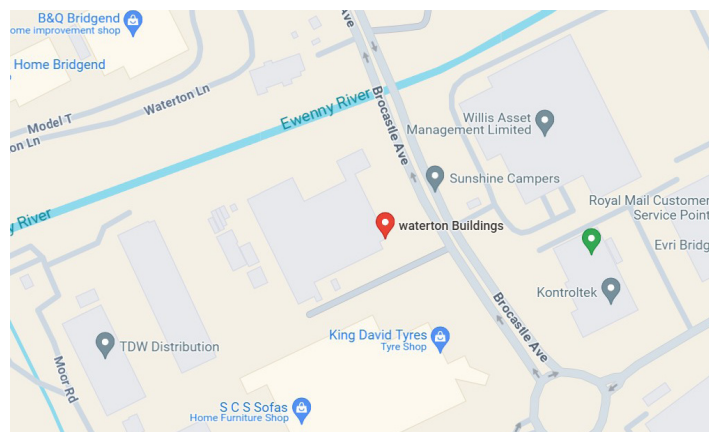 B&Q Bridgend
ome improvement shop
Home Bridgend
Ave
Waterton Ln
Model T
on Ln
Ewenny River
Brocastle Ave
Willis Asset
Management Limited
Sunshine Campers
Royal Mail Customer
Service Point
y River
waterton Buildings
Evri Bridg
Kontroltek
Brocastle Ave
King David Tyres
Tyre Shop
TDW Distribution
Moor Rd
S C S Sofas
Home Furniture Shop